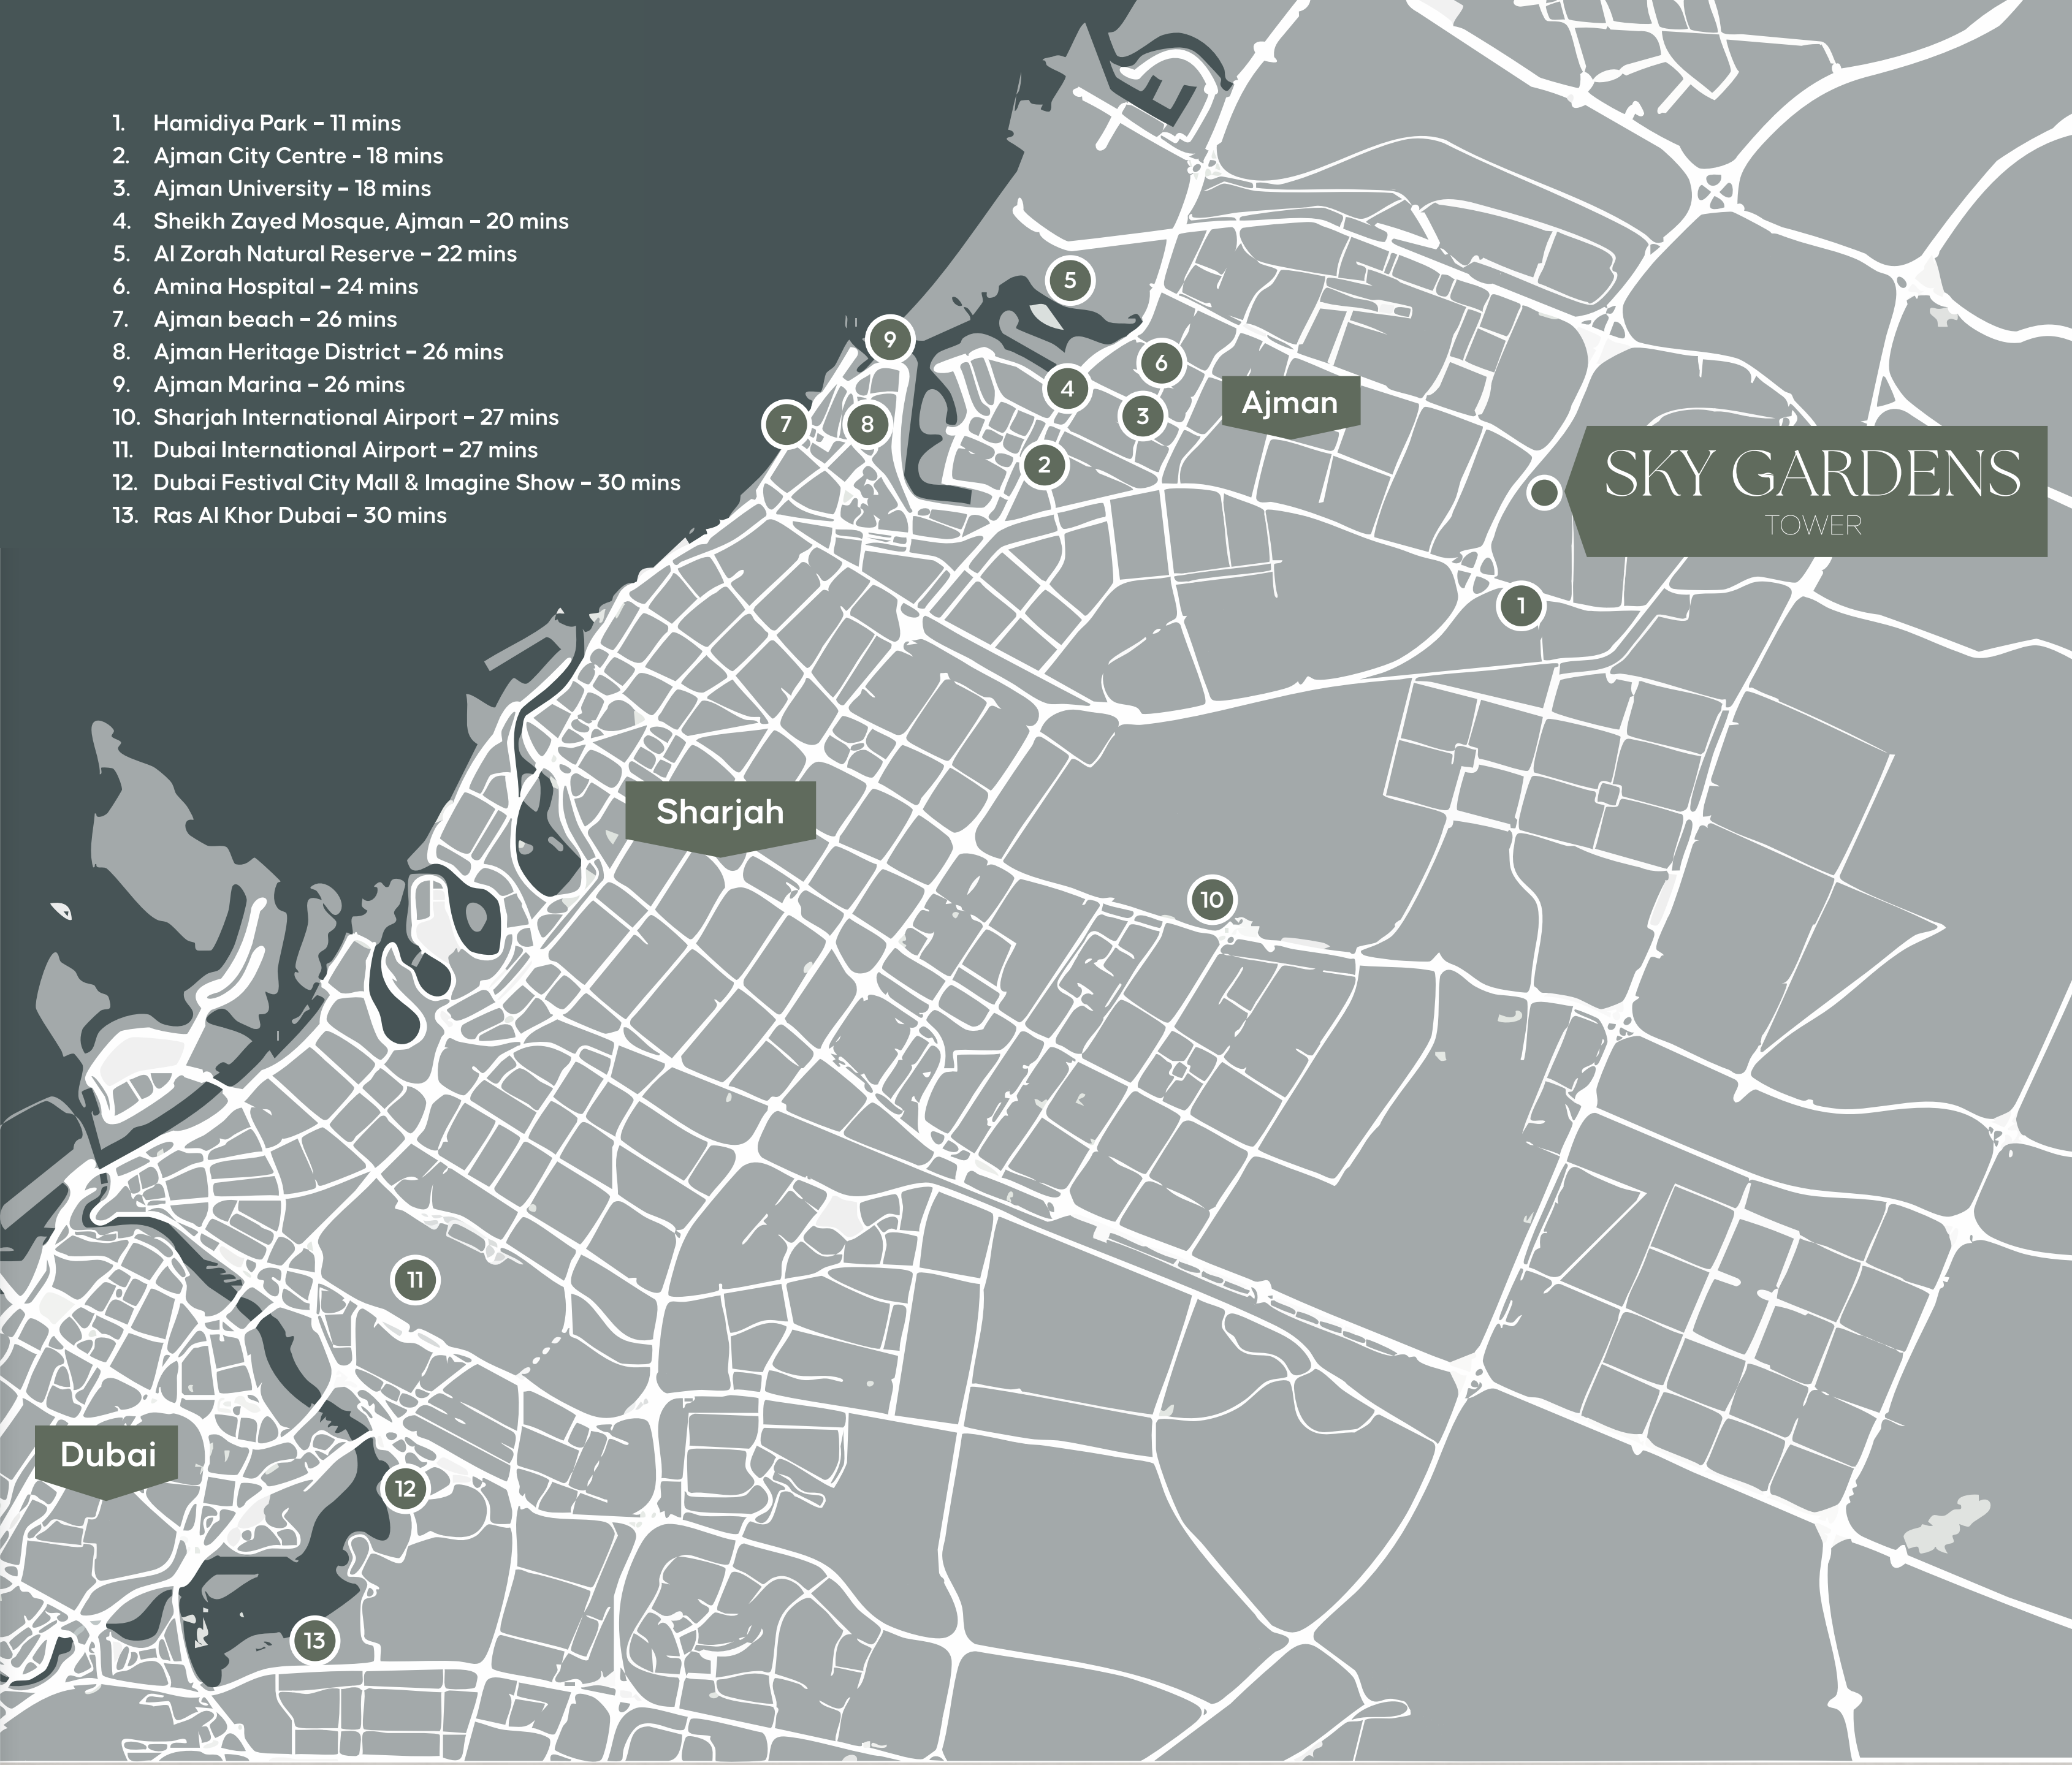 1. Hamidiya Park – 11 mins
2. Ajman City Centre - 18 mins
3. Ajman University – 18 mins
4. Sheikh Zayed Mosque, Ajman – 20 mins
5. Al Zorah Natural Reserve – 22 mins
6. Amina Hospital – 24 mins
7. Ajman beach – 26 mins
8. Ajman Heritage District – 26 mins
9. Ajman Marina – 26 mins
10. Sharjah International Airport – 27 mins
11. Dubai International Airport – 27 mins
12. Dubai Festival City Mall & Imagine Show – 30 mins
13. Ras Al Khor Dubai – 30 mins
E
5
9
6
4
Ajman
3
7
8
2
SKY GARDENS
TOWER
1
Sharjah
10
11
Dubai
12
13